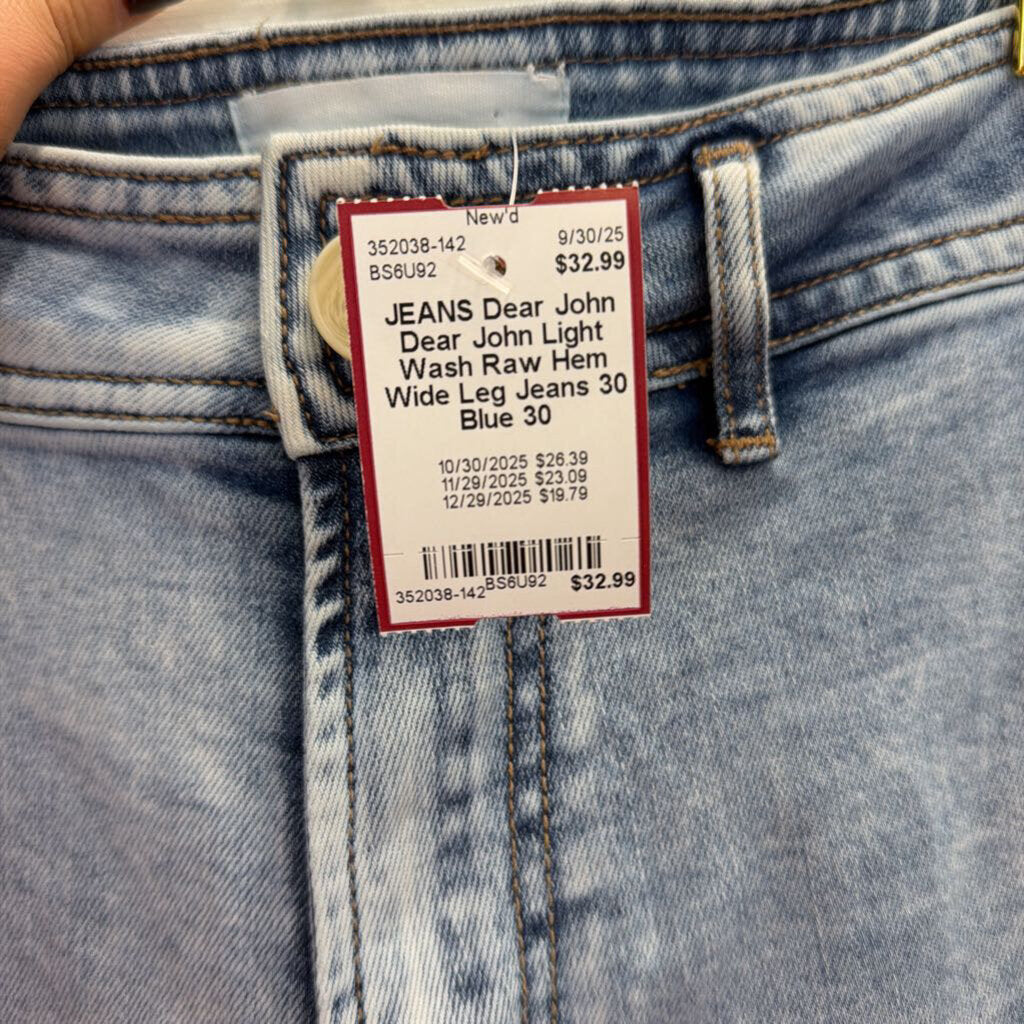 New'd
352038-142 9/30/25
BS6U92 $32.99
JEANS Dear John
Dear John Light
Wash Raw Hem
Wide Leg Jeans 30
Blue 30
10/30/2025 $26.39
11/29/2025 $23.09
12/29/2025 $19.79
352038-142 BS6U92 $32.99